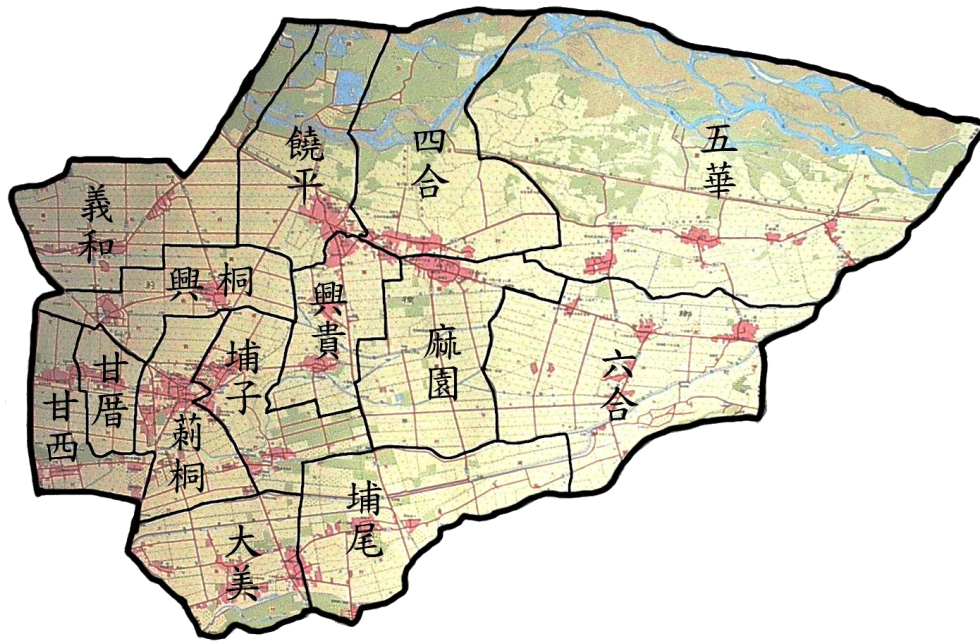 五華
四合
饒平
義和
興桐
興貴
麻園
六合
埔子
甘厝
甘西
莿桐
埔尾
大美